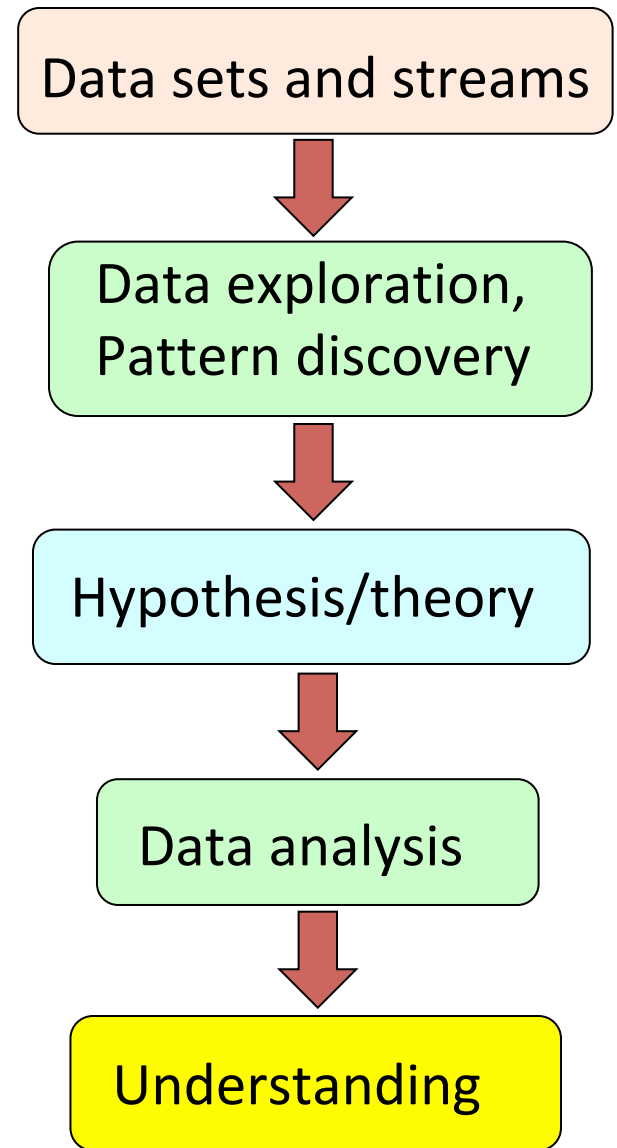 Data sets and streams
Data exploration,
Pattern discovery
Hypothesis/theory
Data analysis
Understanding